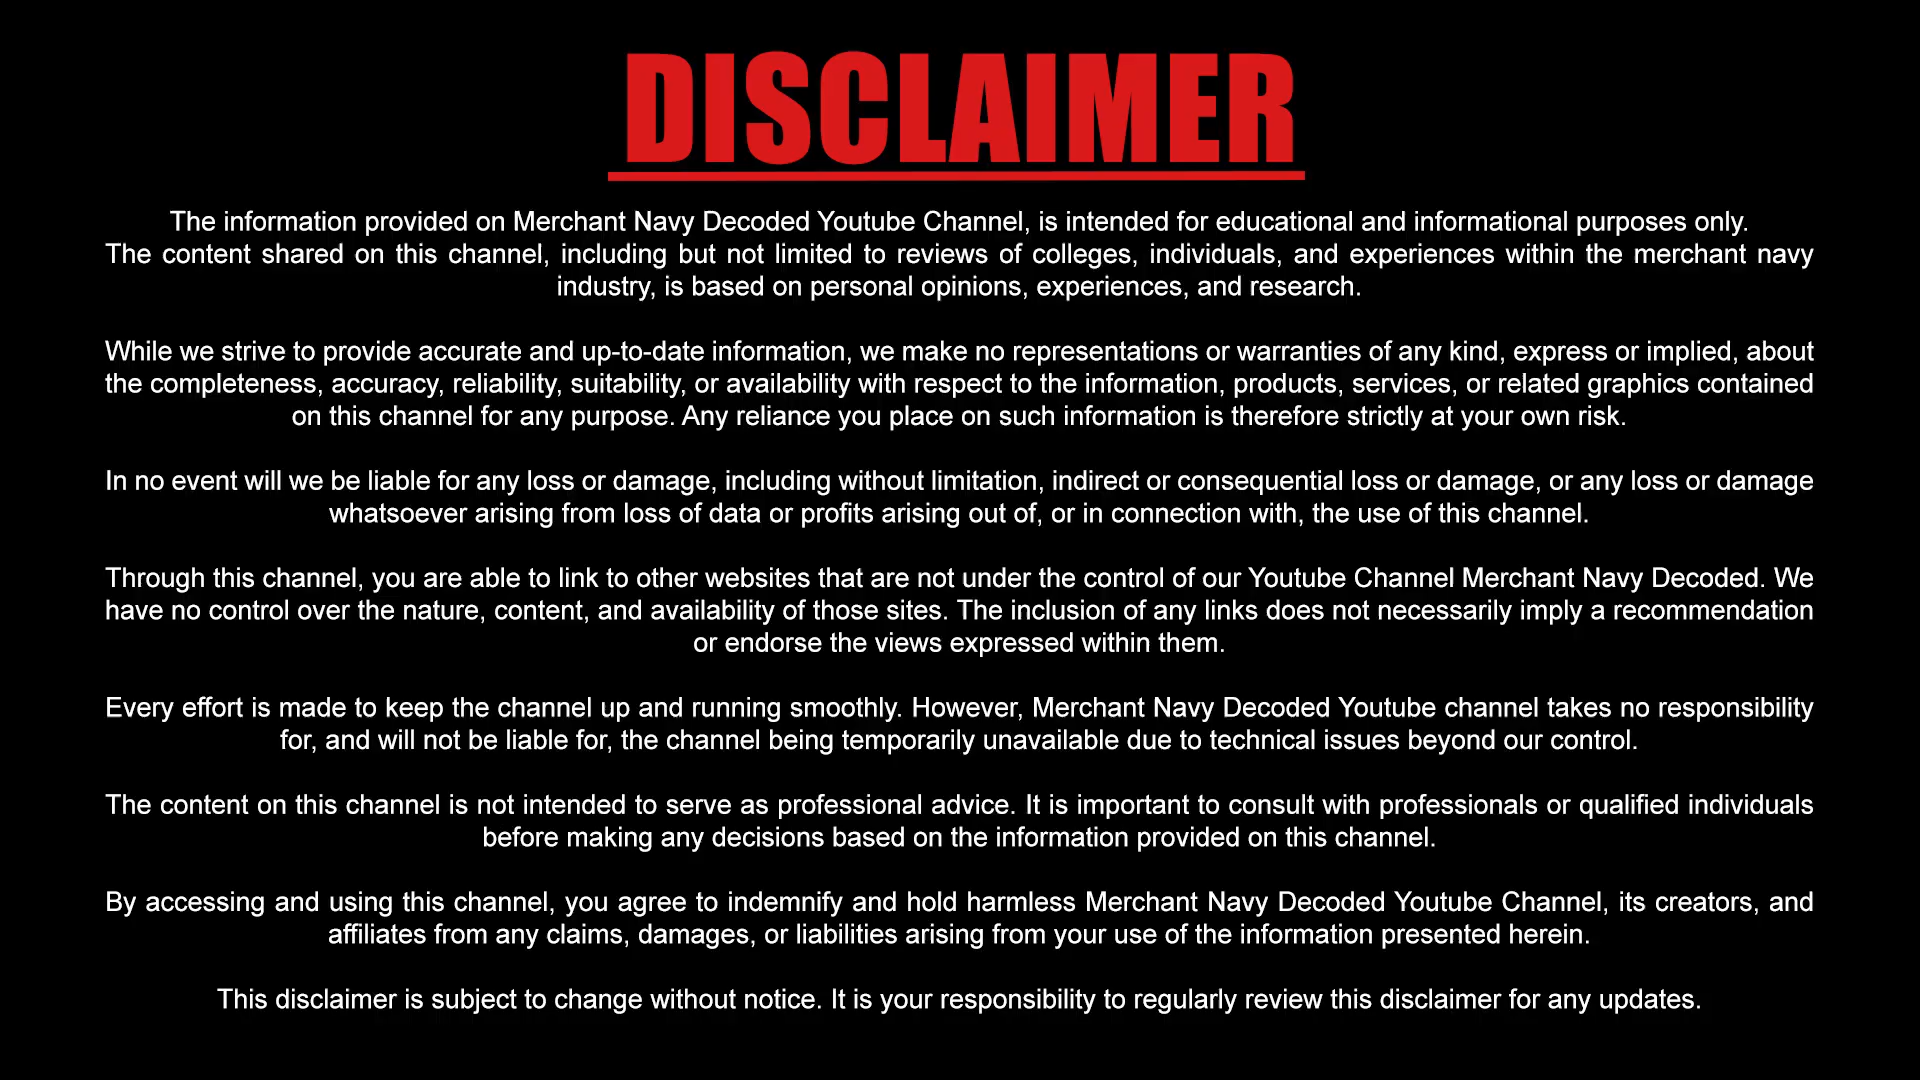 DISCLAIMER
The information provided on Merchant Navy Decoded Youtube Channel, is intended for educational and informational purposes only.
The content shared on this channel, including but not limited to reviews of colleges, individuals, and experiences within the merchant navy
industry, is based on personal opinions, experiences, and research.
While we strive to provide accurate and up-to-date information, we make no representations or warranties of any kind, express or implied, about
the completeness, accuracy, reliability, suitability, or availability with respect to the information, products, services, or related graphics contained
on this channel for any purpose. Any reliance you place on such information is therefore strictly at your own risk.
In no event will we be liable for any loss or damage, including without limitation, indirect or consequential loss or damage, or any loss or damage
whatsoever arising from loss of data or profits arising out of, or in connection with, the use of this channel.
Through this channel, you are able to link to other websites that are not under the control of our Youtube Channel Merchant Navy Decoded. We
have no control over the nature, content, and availability of those sites. The inclusion of any links does not necessarily imply a recommendation
or endorse the views expressed within them.
Every effort is made to keep the channel up and running smoothly. However, Merchant Navy Decoded Youtube channel takes no responsibility
for, and will not be liable for, the channel being temporarily unavailable due to technical issues beyond our control.
The content on this channel is not intended to serve as professional advice. It is important to consult with professionals or qualified individuals
before making any decisions based on the information provided on this channel.
By accessing and using this channel, you agree to indemnify and hold harmless Merchant Navy Decoded Youtube Channel, its creators, and
affiliates from any claims, damages, or liabilities arising from your use of the information presented herein.
This disclaimer is subject to change without notice. It is your responsibility to regularly review this disclaimer for any updates.